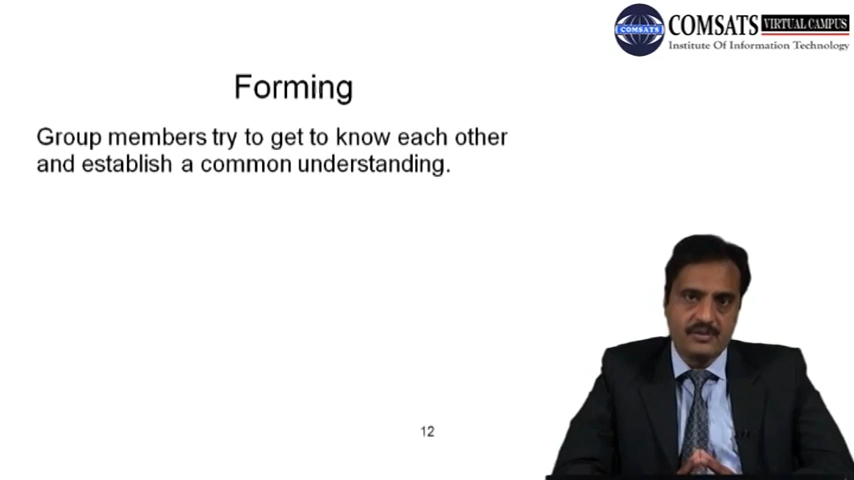 COMSATS VIRTUAL CAMPUS
COMSATS
Institute Of Information Technology
Forming
Group members try to get to know each other
and establish a common understanding.
12